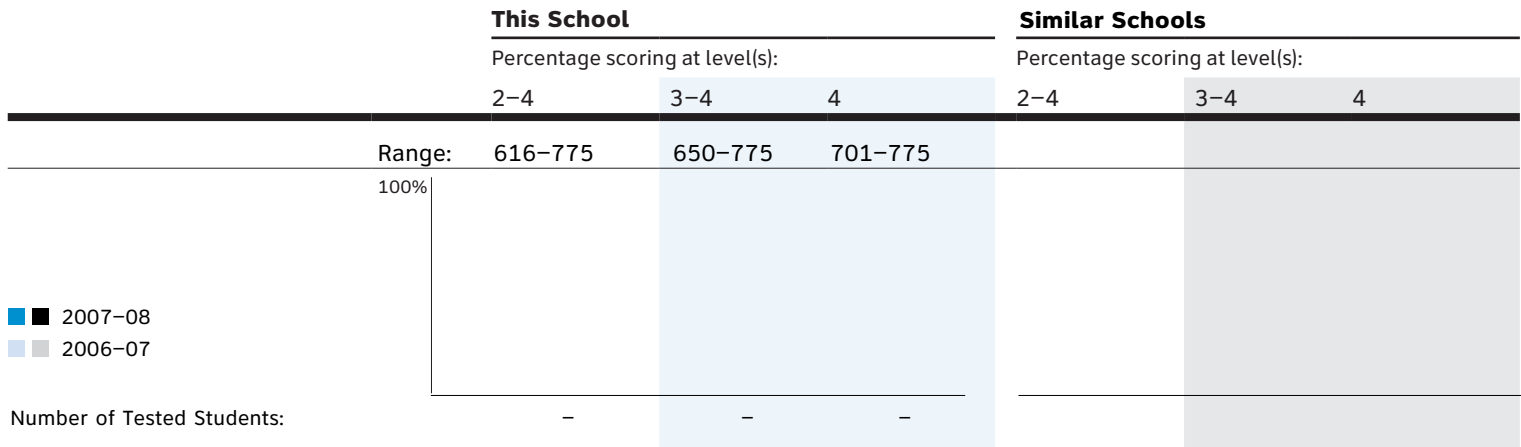 This School Similar Schools
Percentage scoring at level(s): Percentage scoring at level(s):
2–4 3–4 4 2–4 3–4 4
Range: 616–775 650–775 701–775
100%
2007–08
2006–07
Number of Tested Students: – – –